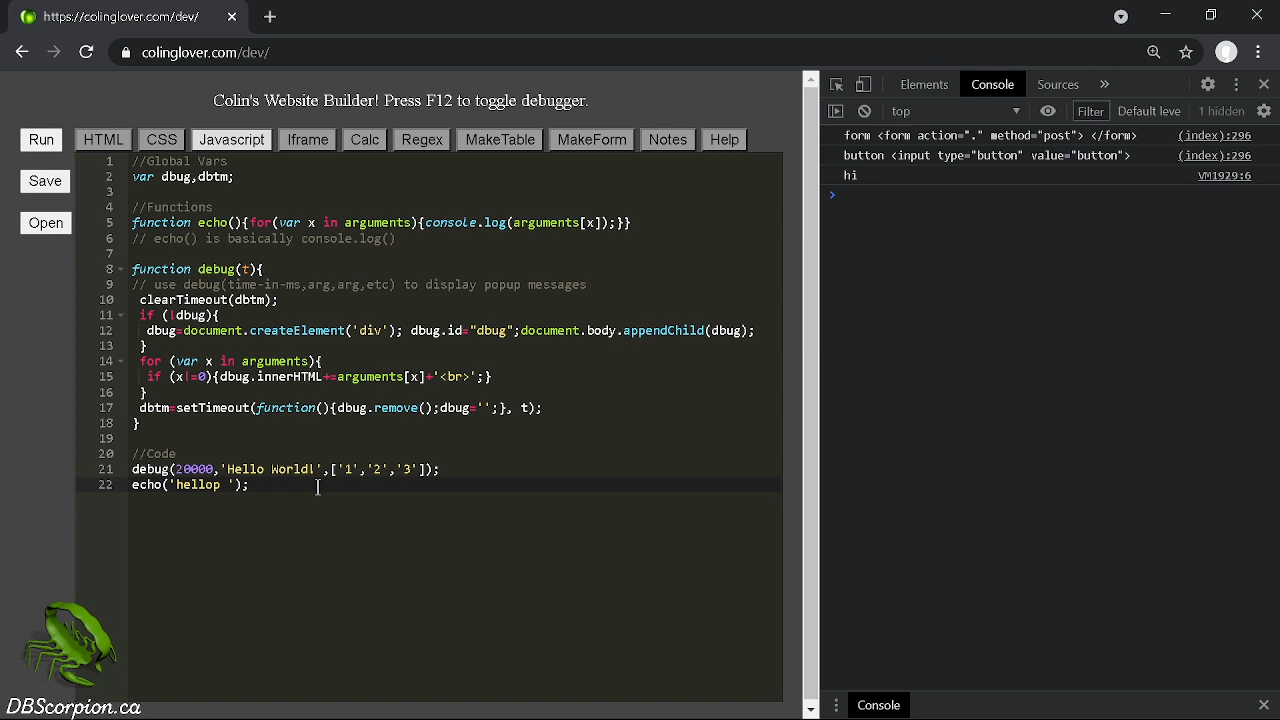 https://colinglover.com/dev/
colinglover.com/dev/
Colin's Website Builder! Press F12 to toggle debugger.
Run
HTML
CSS
Javascript
Iframe
Calc
Regex
MakeTable
MakeForm
Notes
Help
Save
Open
1 //Global Vars
2 var dbug,dbtm;
3
4 //Functions
5 function echo(){for(var x in arguments){console.log(arguments[x]);}}
6 // echo() is basically console.log()
7
8 function debug(t){
9 // use debug(time-in-ms,arg,arg,etc) to display popup messages
10 clearTimeout(dbtm);
11 if (!dbug){
12 dbug=document.createElement('div'); dbug.id="dbug";document.body.appendChild(dbug);
13 }
14 for (var x in arguments){
15 if (x!=0){dbug.innerHTML+=arguments[x]+'<br>';}
16 }
17 dbtm=setTimeout(function(){dbug.remove();dbug='';}, t);
18 }
19
20 //Code
21 debug(20000,'Hello World!',['1','2','3']);
22 echo('hellop ');
DBScorpion.ca
Elements
Console
Sources
top
Filter
Default leve
1 hidden
form <form action="." method="post"> </form> (index):296
button <input type="button" value="button"> (index):296
hi VM1929:6
Console